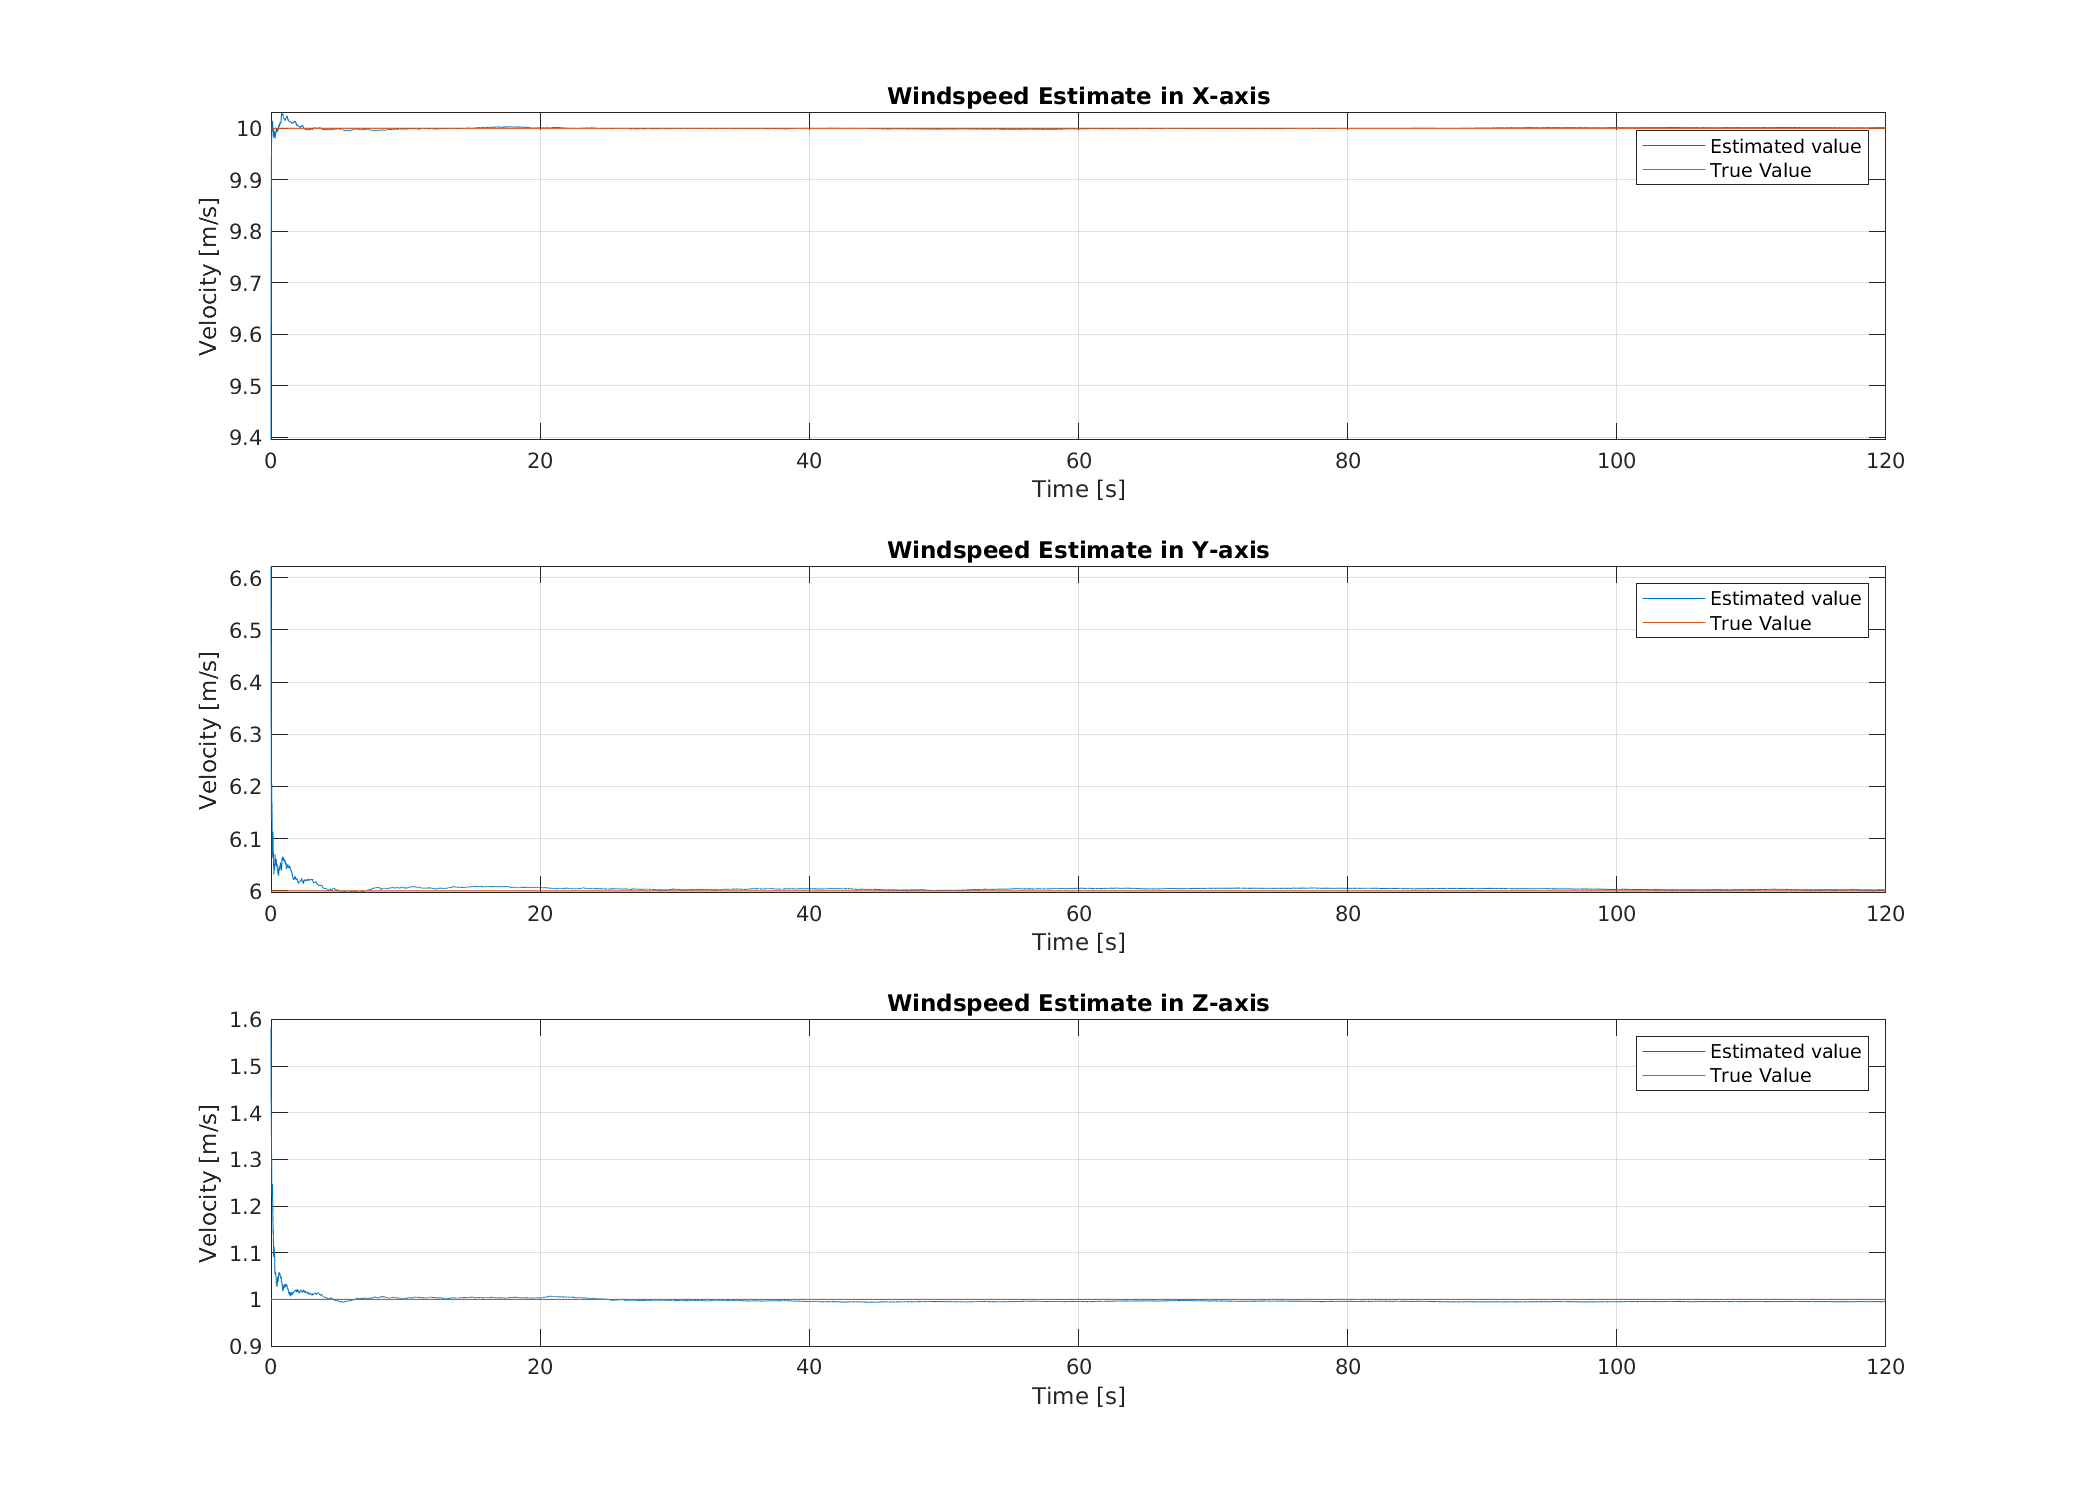 Windspeed Estimate in X-axis
10
9.9
9.8
9.7
9.6
9.5
9.4
Velocity [m/s]
Estimated value
True Value
0 20 40 60 80 100 120
Time [s]
Windspeed Estimate in Y-axis
6.6
6.5
6.4
6.3
6.2
6.1
6
Velocity [m/s]
Estimated value
True Value
0 20 40 60 80 100 120
Time [s]
Windspeed Estimate in Z-axis
1.6
1.5
1.4
1.3
1.2
1.1
1
0.9
Velocity [m/s]
Estimated value
True Value
0 20 40 60 80 100 120
Time [s]